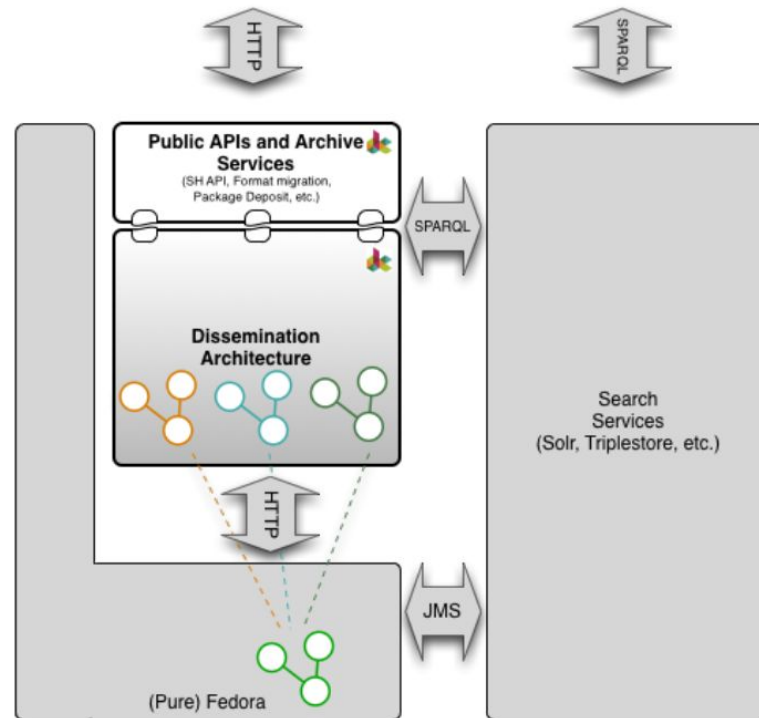 HTTP
SPARQL
Public APIs and Archive
Services
(SH API, Format migration,
Package Deposit, etc.)
SPARQL
Dissemination
Architecture
Search
Services
(Solr, Triplestore, etc.)
HTTP
JMS
(Pure) Fedora